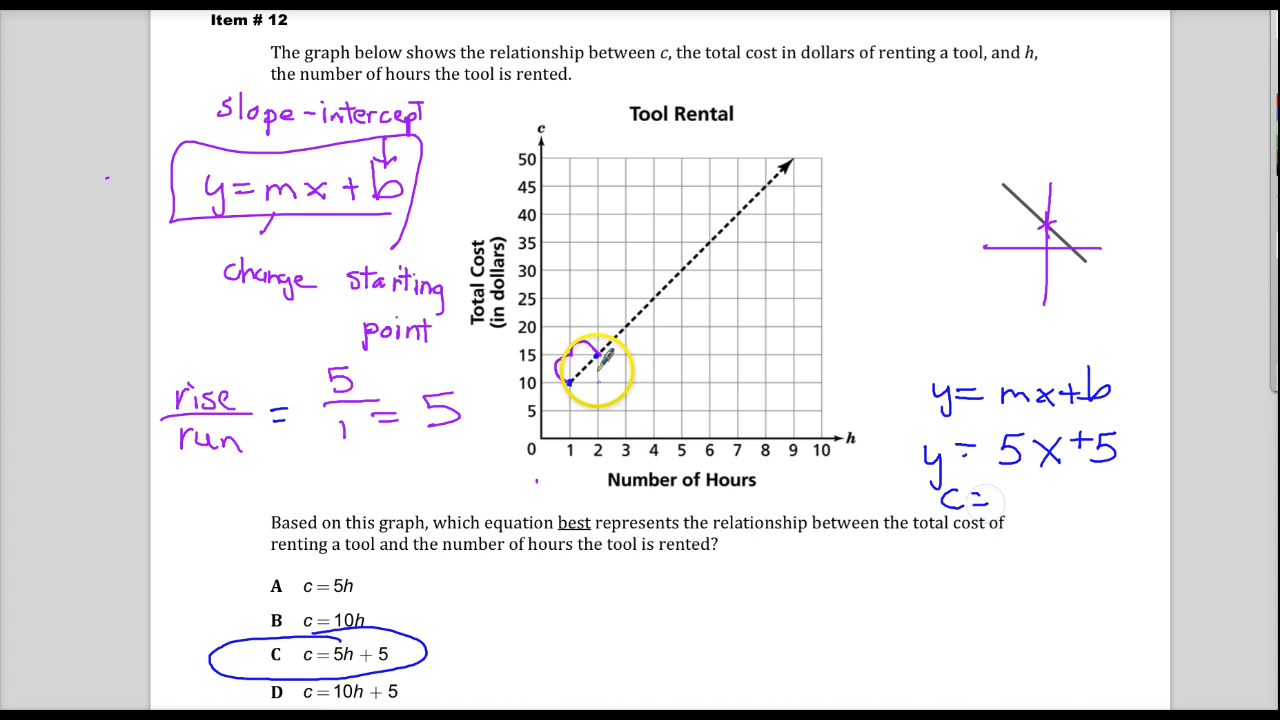 Item # 12
The graph below shows the relationship between c, the total cost in dollars of renting a tool, and h,
the number of hours the tool is rented.
slope-intercept
y = mx + b
change
starting
point
rise
run
=
5
1
= 5
Tool Rental
c
50
45
40
35
30
25
20
15
10
5
0 1 2 3 4 5 6 7 8 9 10
h
Total Cost
(in dollars)
Number of Hours
y = mx+b
y = 5x+5
c =
Based on this graph, which equation best represents the relationship between the total cost of
renting a tool and the number of hours the tool is rented?
A c = 5h
B c = 10h
C c = 5h + 5
D c = 10h + 5